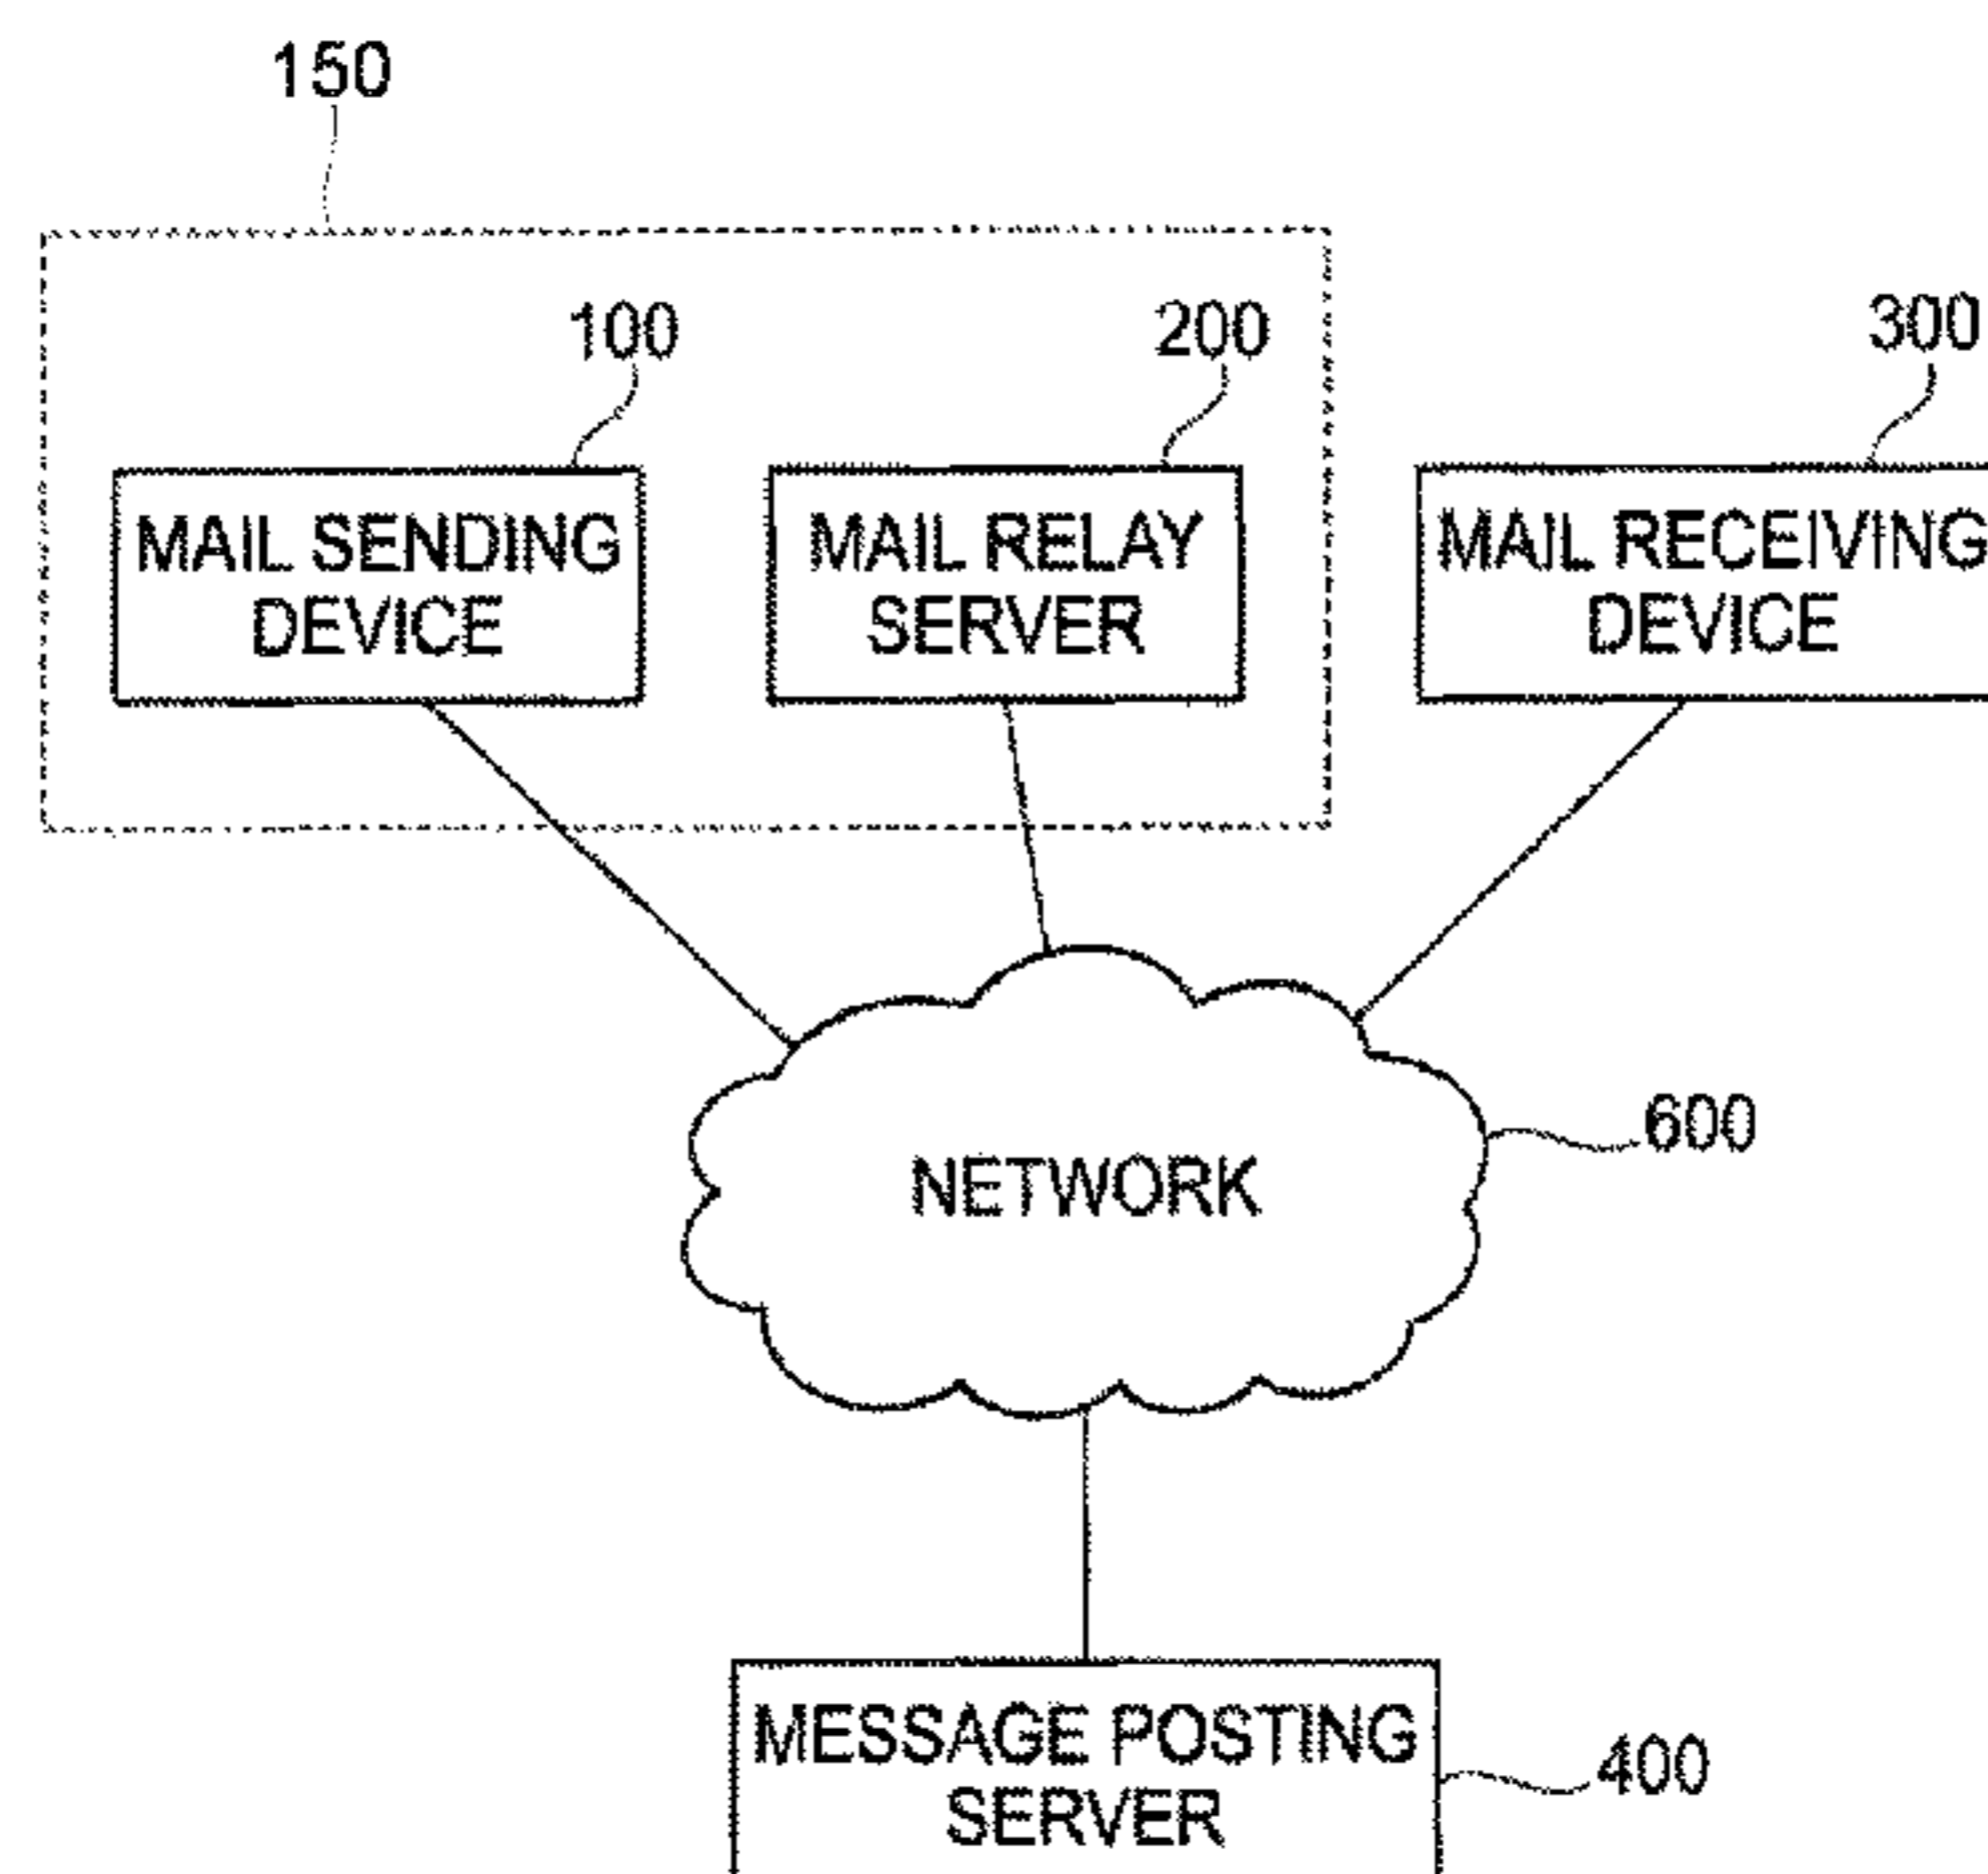 150
100
200
300
MAIL SENDING
DEVICE
MAIL RELAY
SERVER
MAIL RECEIVING
DEVICE
NETWORK
600
MESSAGE POSTING
SERVER
400